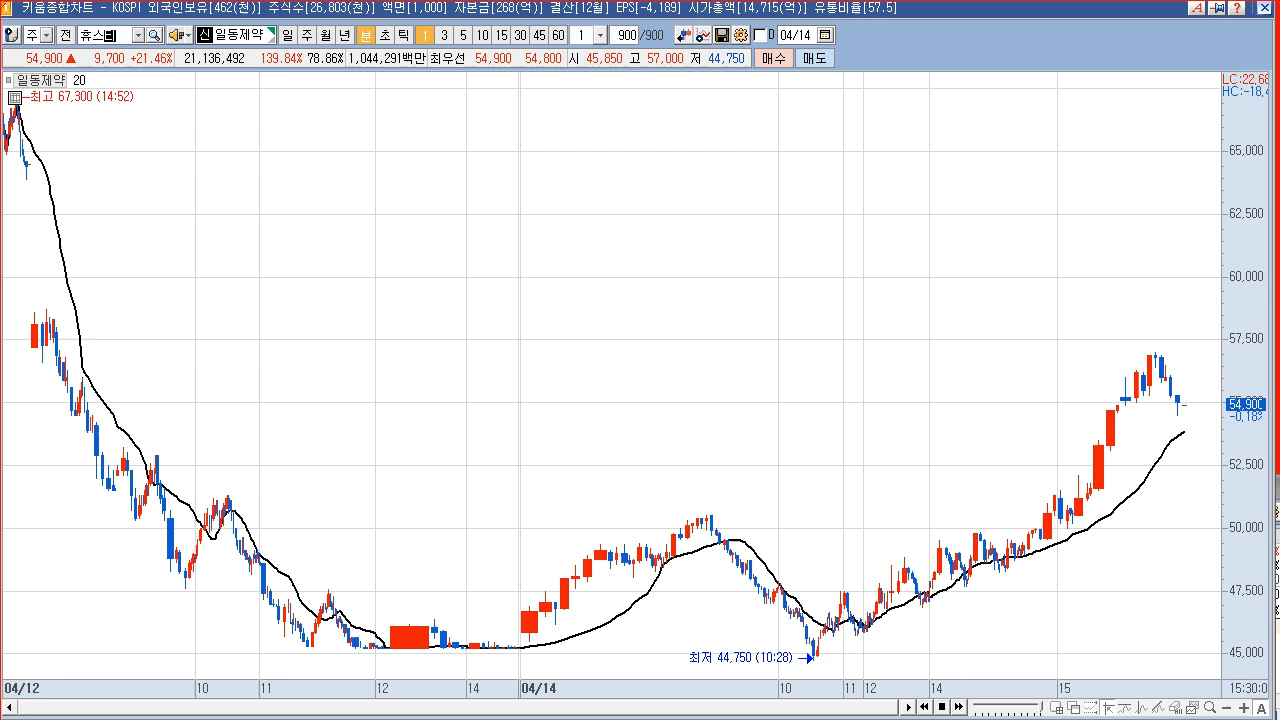 키움종합차트 - KOSPI 외국인보유[462(천)] 주식수[26,803(천)] 액면[1,000] 자본금[268(억)] 결산[12월] EPS[-4,189] 시가총액[14,715(억)] 유통비율[57.5]
주 전 휴스템 신 일동제약 일 주 월 년 분 초 틱 1 3 5 10 15 30 45 60 1 900 /900 D 04/14
54,900 ▲ 9,700 +21.46% 21,136,492 139.84% 78.86% 1,044,291백만 최우선 54,900 54,800 시 45,850 고 57,000 저 44,750 매수 매도
일동제약 20
LC:22,66
HC:-18,4
최고 67,300 (14:52)
65,000
62,500
60,000
57,500
54,900
-0.18%
52,500
50,000
47,500
최저 44,750 (10:28)
45,000
04/12 10 11 12 14 04/14 10 11 12 14 15 15:30:0